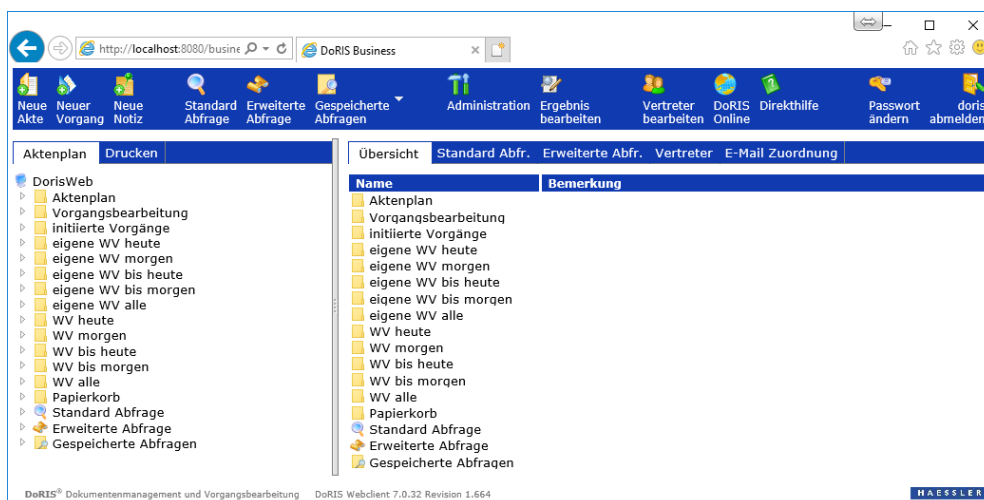 http://localhost:8080/busine
DoRIS Business
Neue Akte
Neuer Vorgang
Neue Notiz
Standard Abfrage
Erweiterte Abfrage
Gespeicherte Abfragen
Administration
Ergebnis bearbeiten
Vertreter bearbeiten
DoRIS Online
Direkthilfe
Passwort ändern
doris abmelden
Aktenplan Drucken
Übersicht Standard Abfr. Erweiterte Abfr. Vertreter E-Mail Zuordnung
DorisWeb
Aktenplan
Vorgangsbearbeitung
initiierte Vorgänge
eigene WV heute
eigene WV morgen
eigene WV bis heute
eigene WV bis morgen
eigene WV alle
WV heute
WV morgen
WV bis heute
WV bis morgen
WV alle
Papierkorb
Standard Abfrage
Erweiterte Abfrage
Gespeicherte Abfragen
Name Bemerkung
Aktenplan
Vorgangsbearbeitung
initiierte Vorgänge
eigene WV heute
eigene WV morgen
eigene WV bis heute
eigene WV bis morgen
eigene WV alle
WV heute
WV morgen
WV bis heute
WV bis morgen
WV alle
Papierkorb
Standard Abfrage
Erweiterte Abfrage
Gespeicherte Abfragen
DoRIS® Dokumentenmanagement und Vorgangsbearbeitung DoRIS Webclient 7.0.32 Revision 1.664
HAESSLER